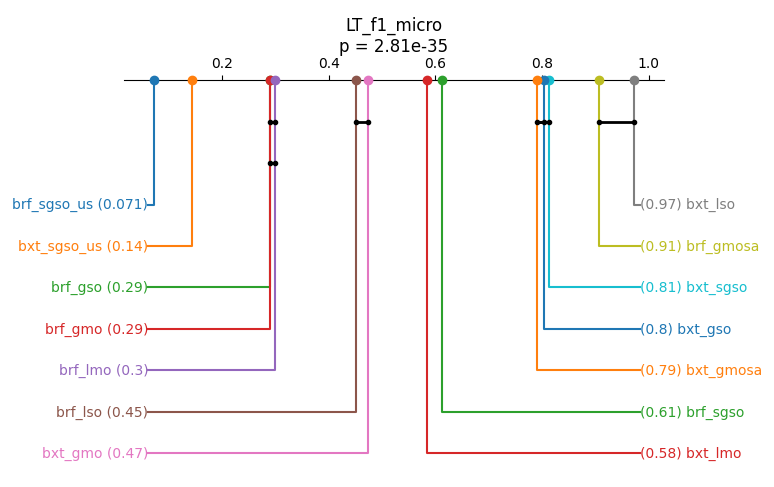 LT_f1_micro
p = 2.81e-35
0.2 0.4 0.6 0.8 1.0
brf_sgso_us (0.071) (0.97) bxt_lso
bxt_sgso_us (0.14) (0.91) brf_gmosa
brf_gso (0.29) (0.81) bxt_sgso
brf_gmo (0.29) (0.8) bxt_gso
brf_lmo (0.3) (0.79) bxt_gmosa
brf_lso (0.45) (0.61) brf_sgso
bxt_gmo (0.47) (0.58) bxt_lmo